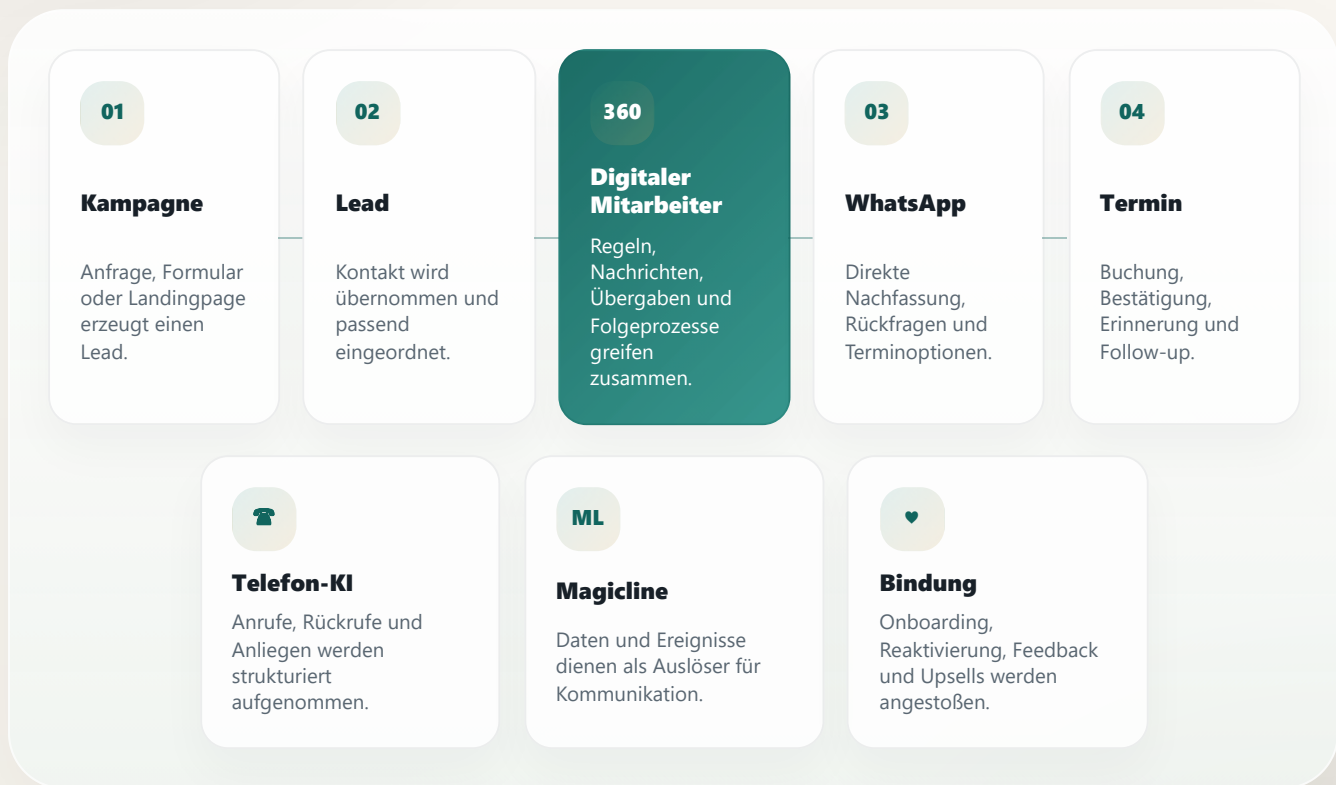 01
Kampagne
Anfrage, Formular
oder Landingpage
erzeugt einen
Lead.
02
Lead
Kontakt wird
übernommen und
passend
eingeordnet.
360
Digitaler
Mitarbeiter
Regeln,
Nachrichten,
Übergaben und
Folgeprozesse
greifen
zusammen.
03
WhatsApp
Direkte
Nachfassung,
Rückfragen und
Terminoptionen.
04
Termin
Buchung,
Bestätigung,
Erinnerung und
Follow-up.
Telefon-KI
Anrufe, Rückrufe und
Anliegen werden
strukturiert
aufgenommen.
ML
Magicline
Daten und Ereignisse
dienen als Auslöser für
Kommunikation.
Bindung
Onboarding,
Reaktivierung, Feedback
und Upsells werden
angestoßen.